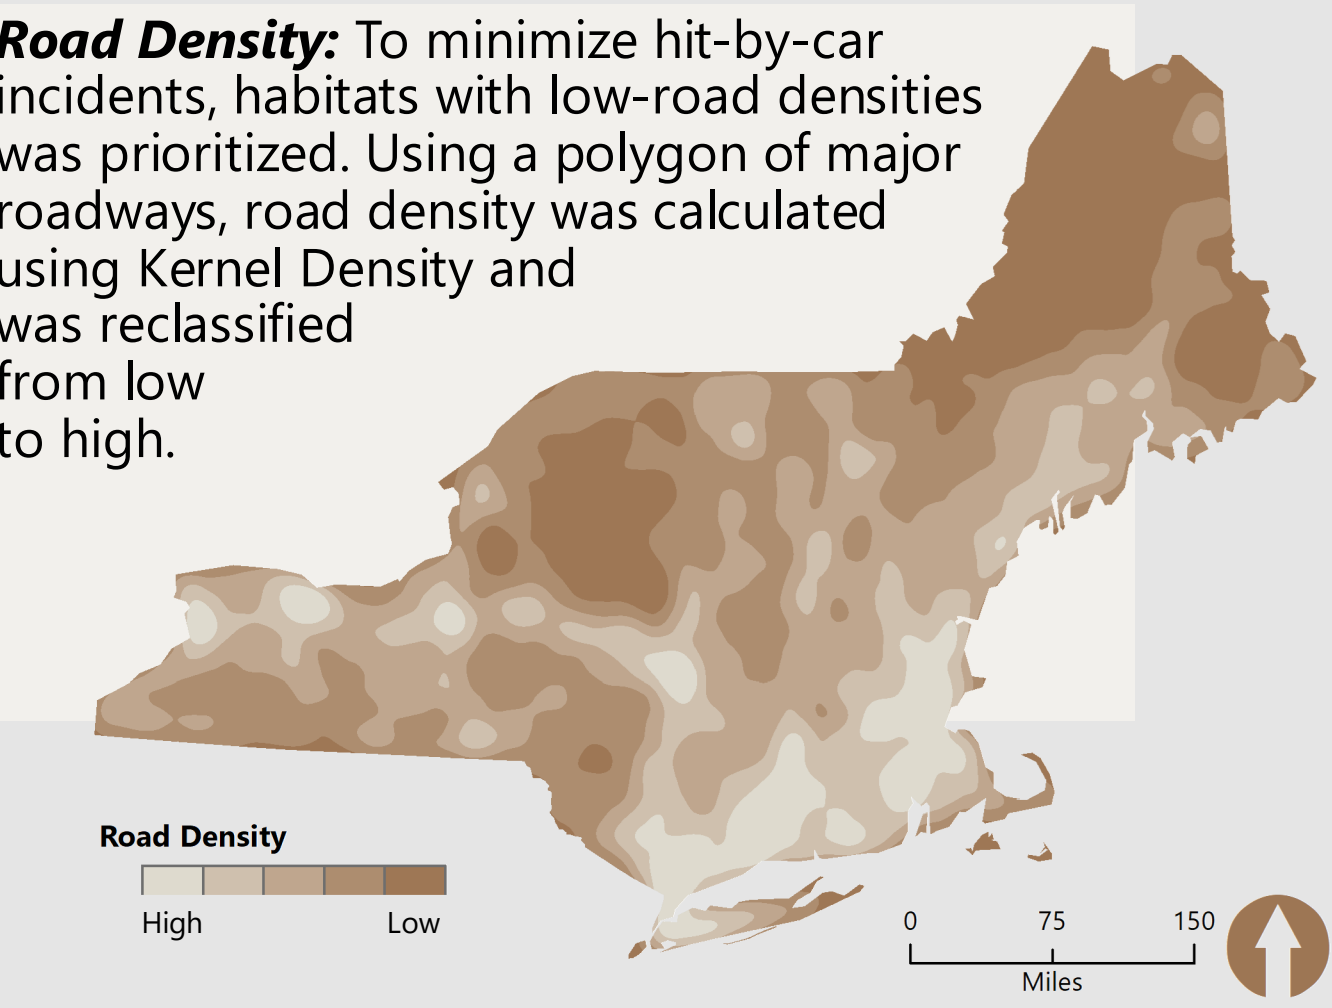 Road Density: To minimize hit-by-car
incidents, habitats with low-road densities
was prioritized. Using a polygon of major
roadways, road density was calculated
using Kernel Density and
was reclassified
from low
to high.
Road Density
High Low
0 75 150
Miles